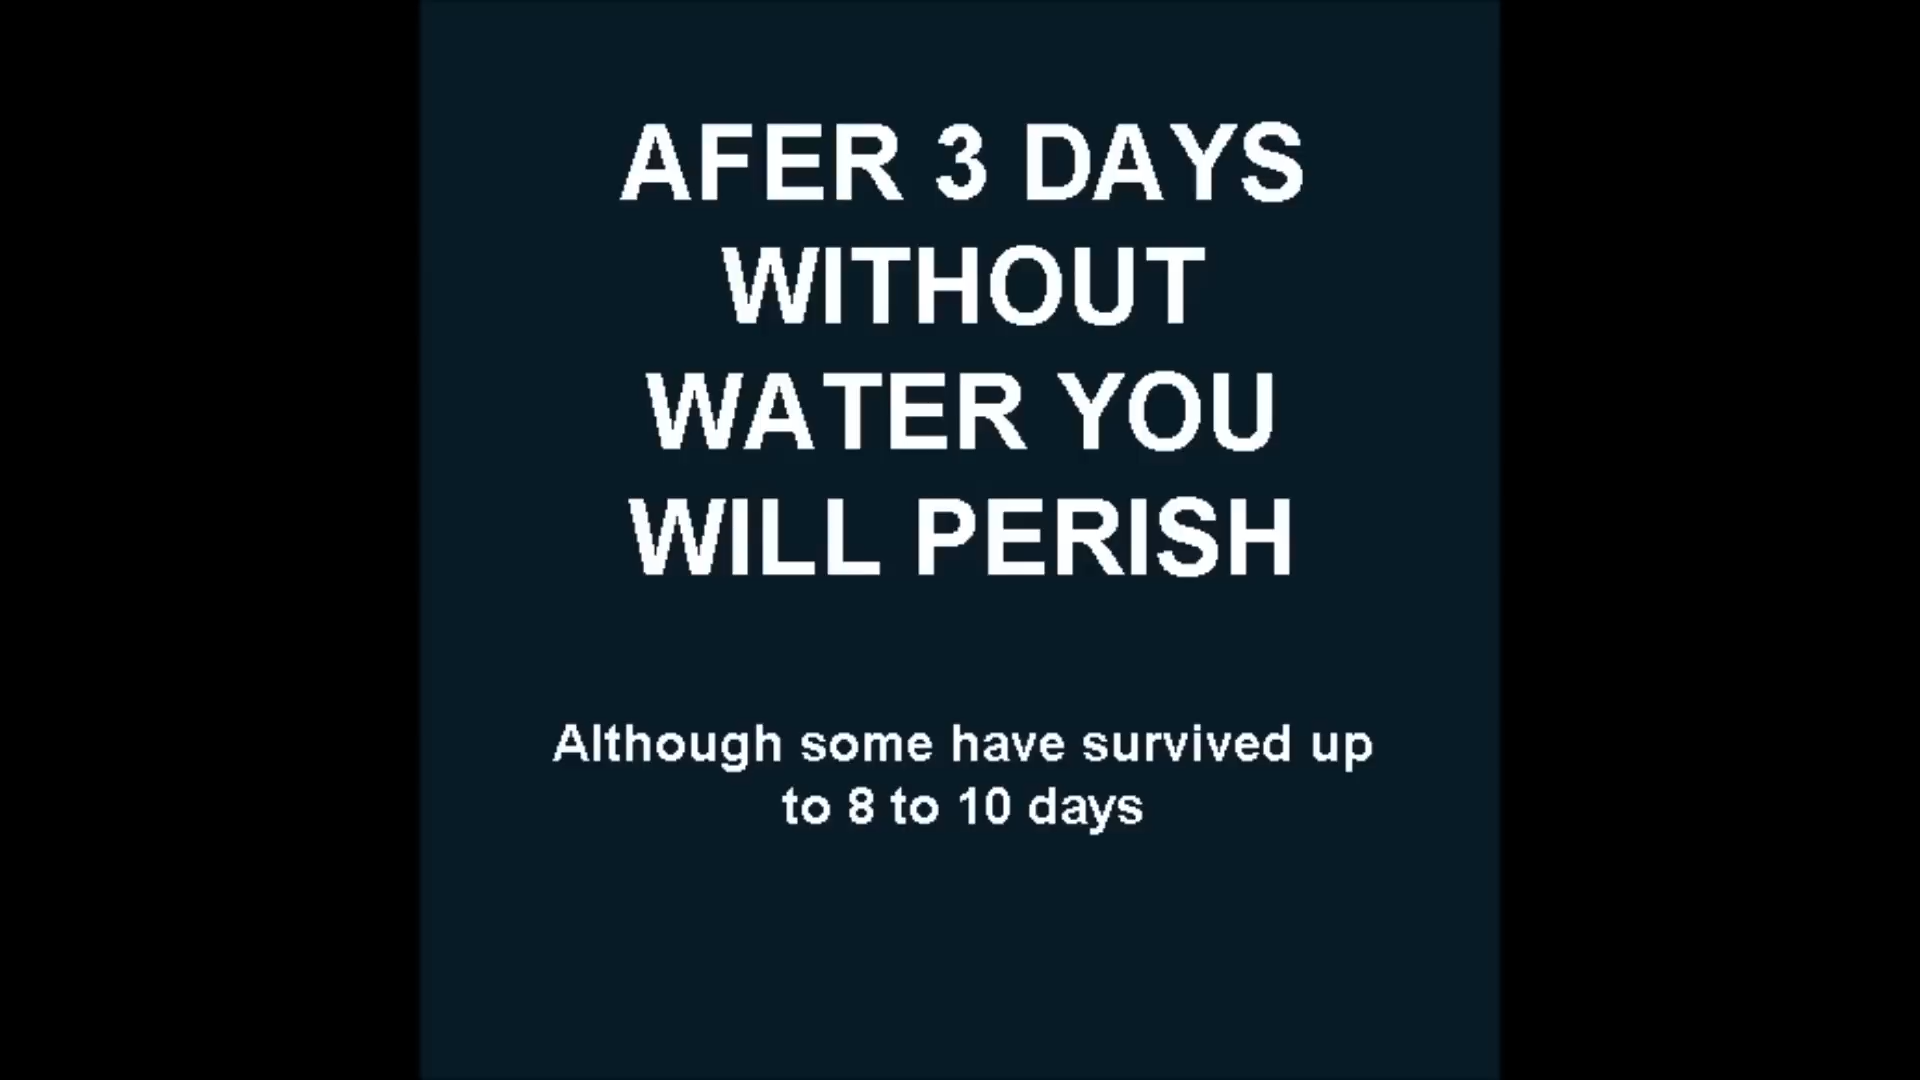 AFER 3 DAYS
WITHOUT
WATER YOU
WILL PERISH
Although some have survived up
to 8 to 10 days